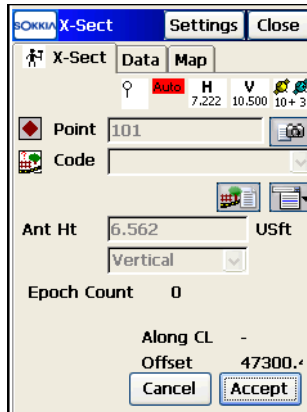 SOKKIA X-Sect Settings Close
X-Sect Data Map
Auto H V
7.222 10.500 10+ 3
Point 101
Code
Ant Ht 6.562 USft
Vertical
Epoch Count 0
Along CL -
Offset 47300.4
Cancel Accept